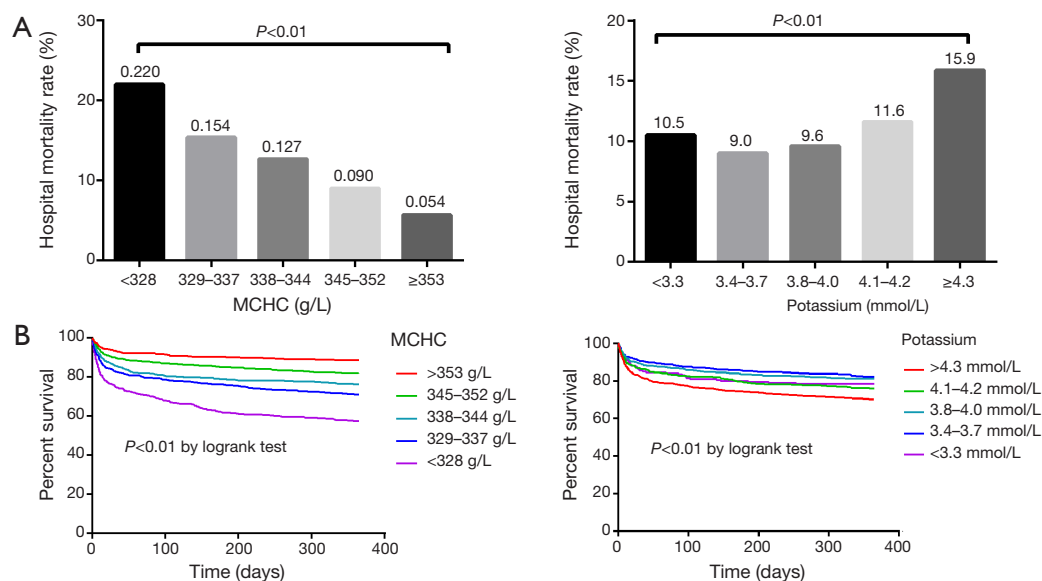 A
Hospital mortality rate (%)
30
20
10
0
P<0.01
0.220
0.154
0.127
0.090
0.054
<328
329–337
338–344
345–352
≥353
MCHC (g/L)
Hospital mortality rate (%)
20
15
10
5
0
P<0.01
10.5
9.0
9.6
11.6
15.9
<3.3
3.4–3.7
3.8–4.0
4.1–4.2
≥4.3
Potassium (mmol/L)
B
Percent survival
100
80
60
40
20
0
P<0.01 by logrank test
0
100
200
300
400
Time (days)
MCHC
>353 g/L
345–352 g/L
338–344 g/L
329–337 g/L
<328 g/L
Percent survival
100
80
60
40
20
0
P<0.01 by logrank test
0
100
200
300
400
Time (days)
Potassium
>4.3 mmol/L
4.1–4.2 mmol/L
3.8–4.0 mmol/L
3.4–3.7 mmol/L
<3.3 mmol/L